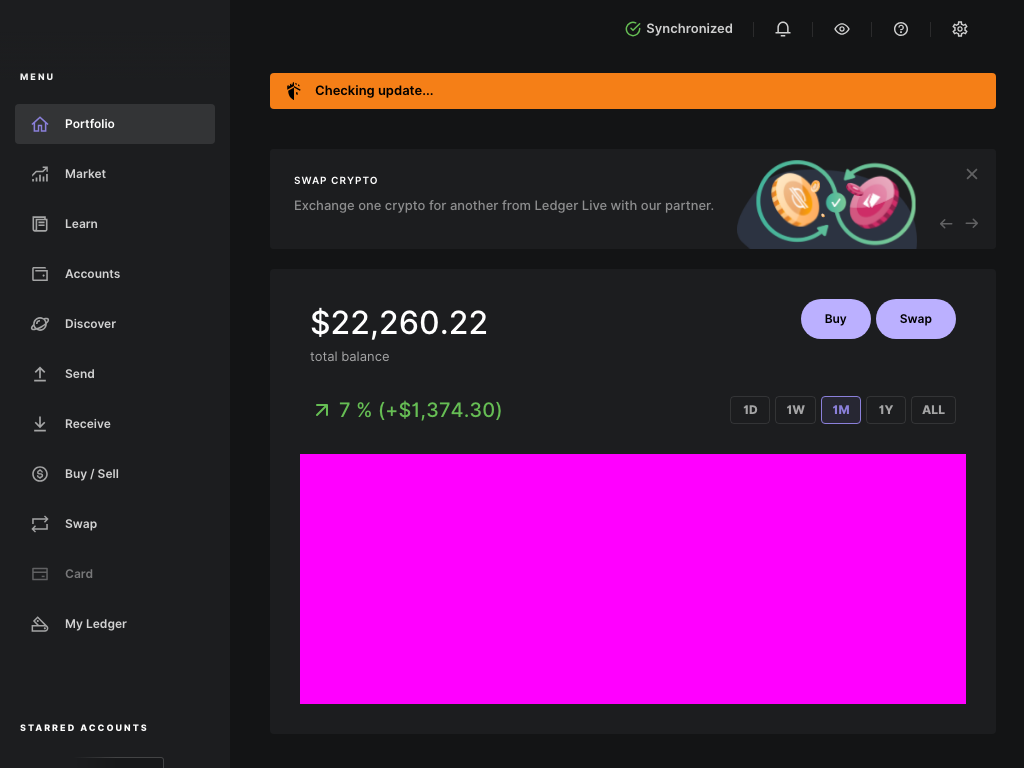 Synchronized
MENU
Portfolio
Market
Learn
Accounts
Discover
Send
Receive
Buy / Sell
Swap
Card
My Ledger
STARRED ACCOUNTS
Checking update...
SWAP CRYPTO
Exchange one crypto for another from Ledger Live with our partner.
$22,260.22
total balance
Buy
Swap
7 % (+$1,374.30)
1D
1W
1M
1Y
ALL